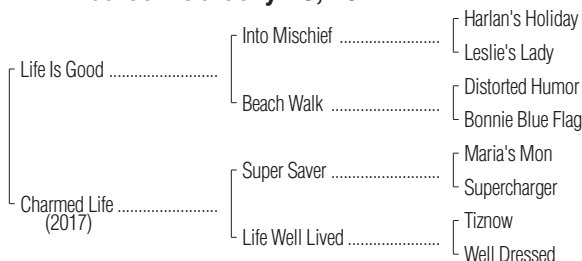 Harlan's Holiday
Into Mischief
Leslie's Lady
Life Is Good
Distorted Humor
Beach Walk
Bonnie Blue Flag
Maria's Mon
Super Saver
Supercharger
Charmed Life
(2017)
Tiznow
Life Well Lived
Well Dressed